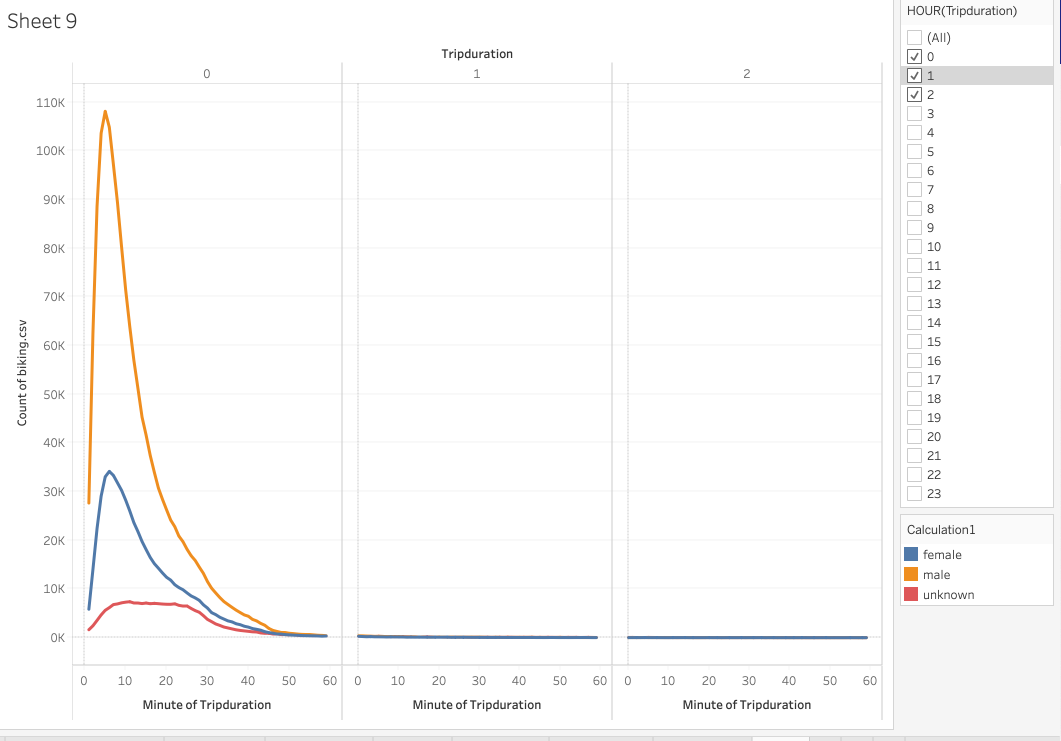 Sheet 9
Tripduration
0 1 2
110K
100K
90K
80K
70K
60K
50K
40K
30K
20K
10K
0K
Count of biking.csv
0 10 20 30 40 50 60 0 10 20 30 40 50 60 0 10 20 30 40 50 60
Minute of Tripduration Minute of Tripduration Minute of Tripduration
HOUR(Tripduration)
(All)
0
1
2
3
4
5
6
7
8
9
10
11
12
13
14
15
16
17
18
19
20
21
22
23
Calculation1
female
male
unknown